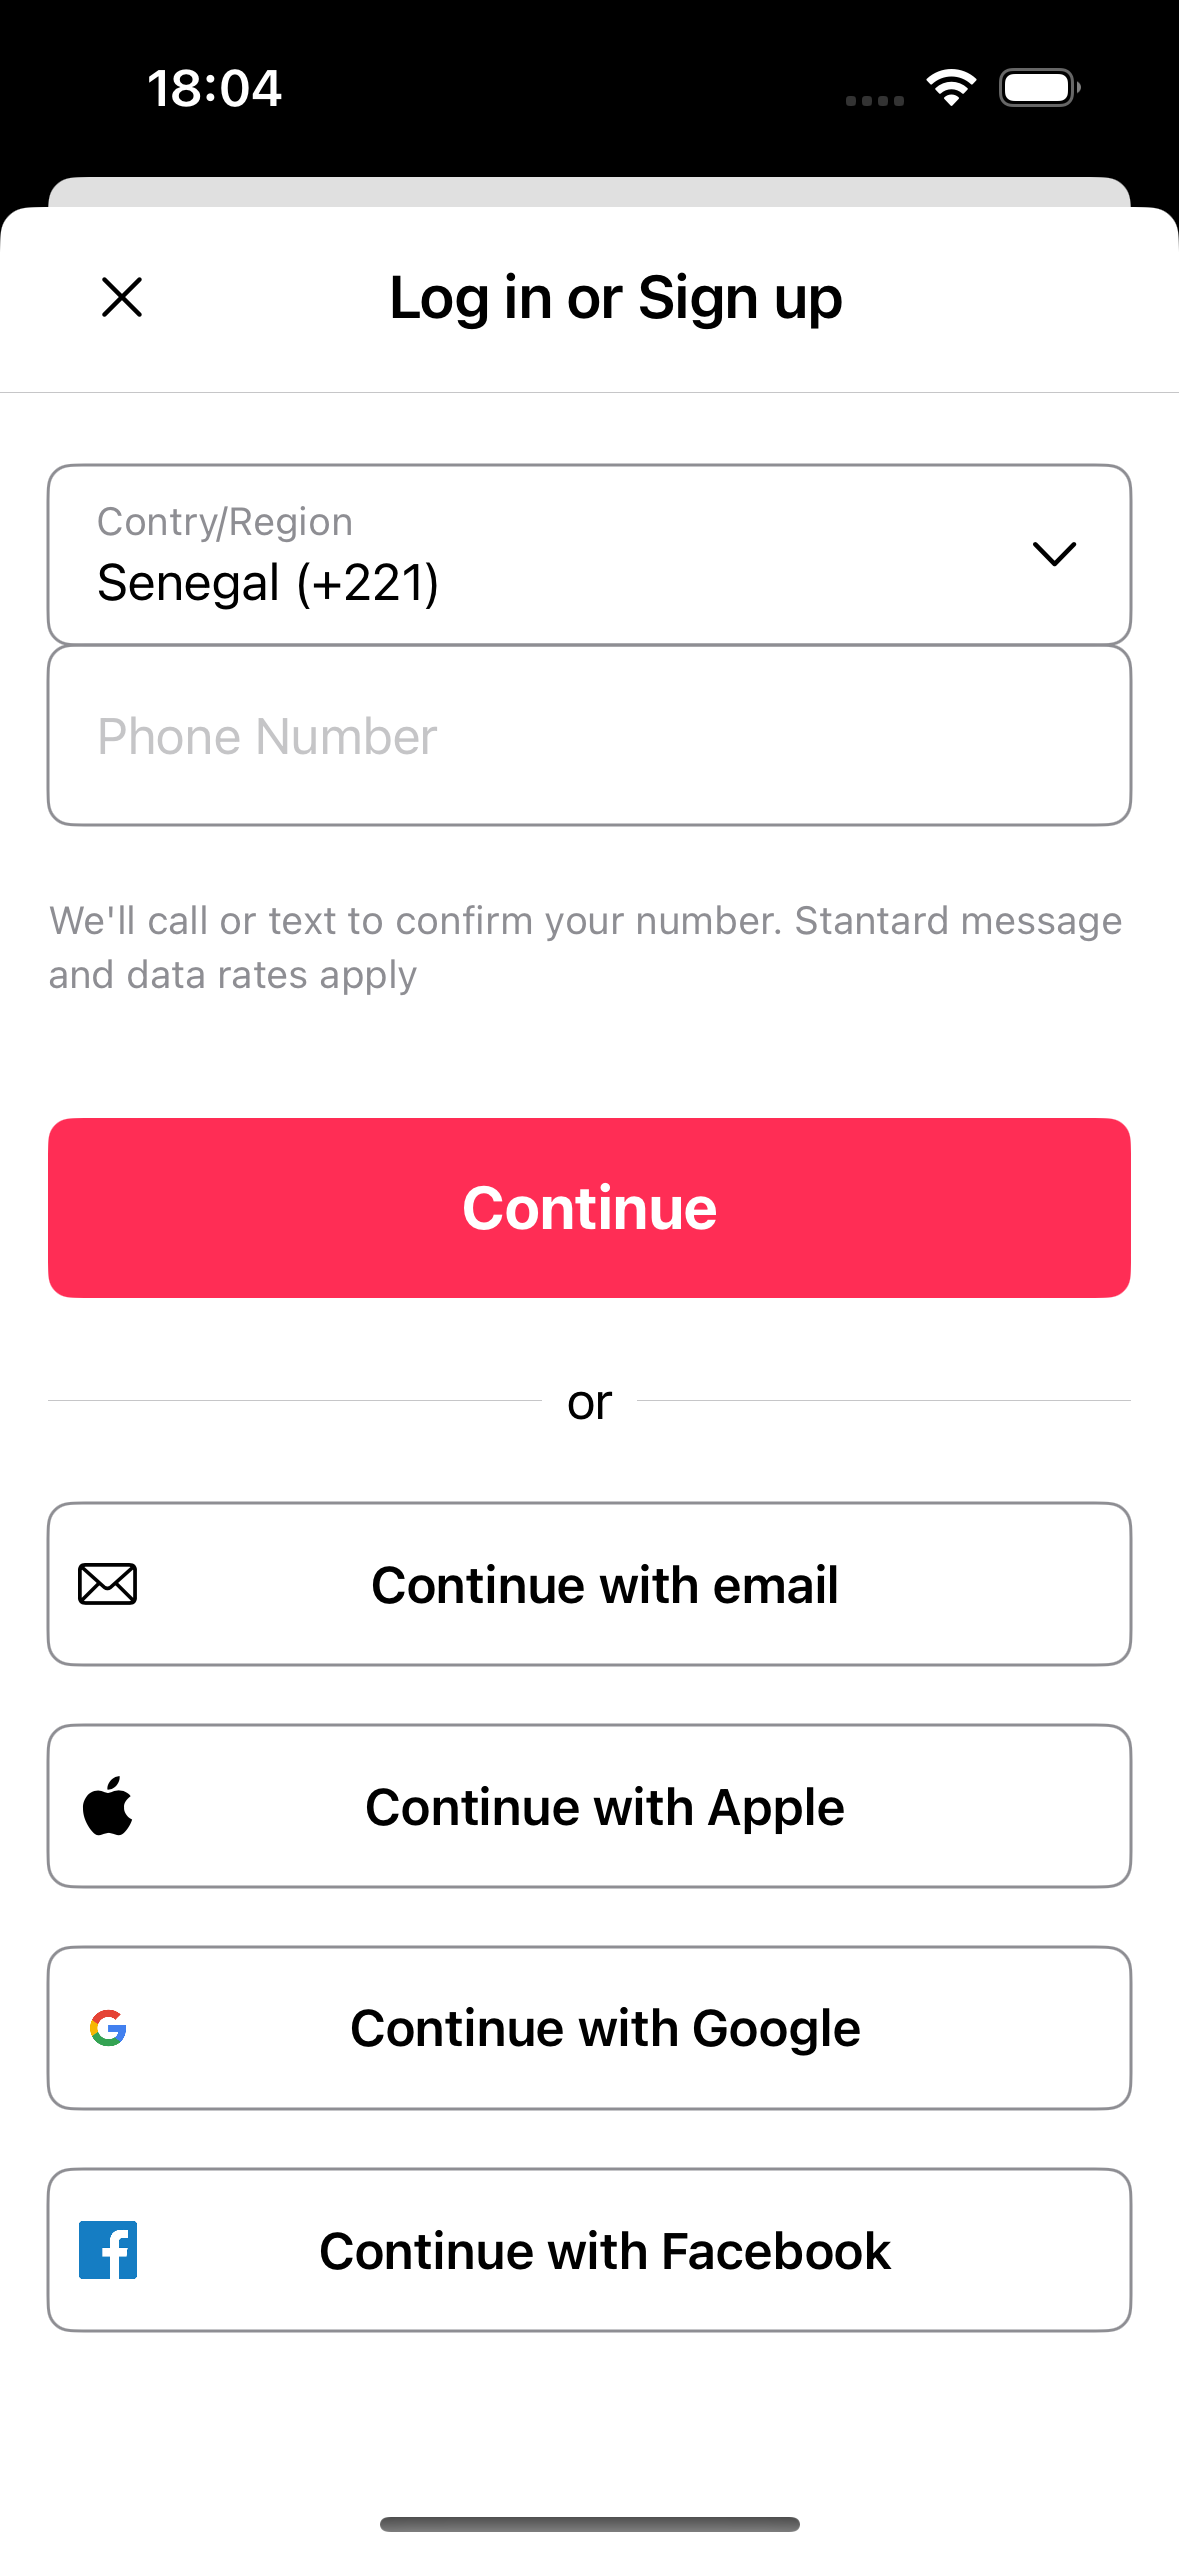 18:04
Log in or Sign up
Contry/Region
Senegal (+221)
Phone Number
We'll call or text to confirm your number. Stantard message
and data rates apply
Continue
or
Continue with email
Continue with Apple
Continue with Google
Continue with Facebook